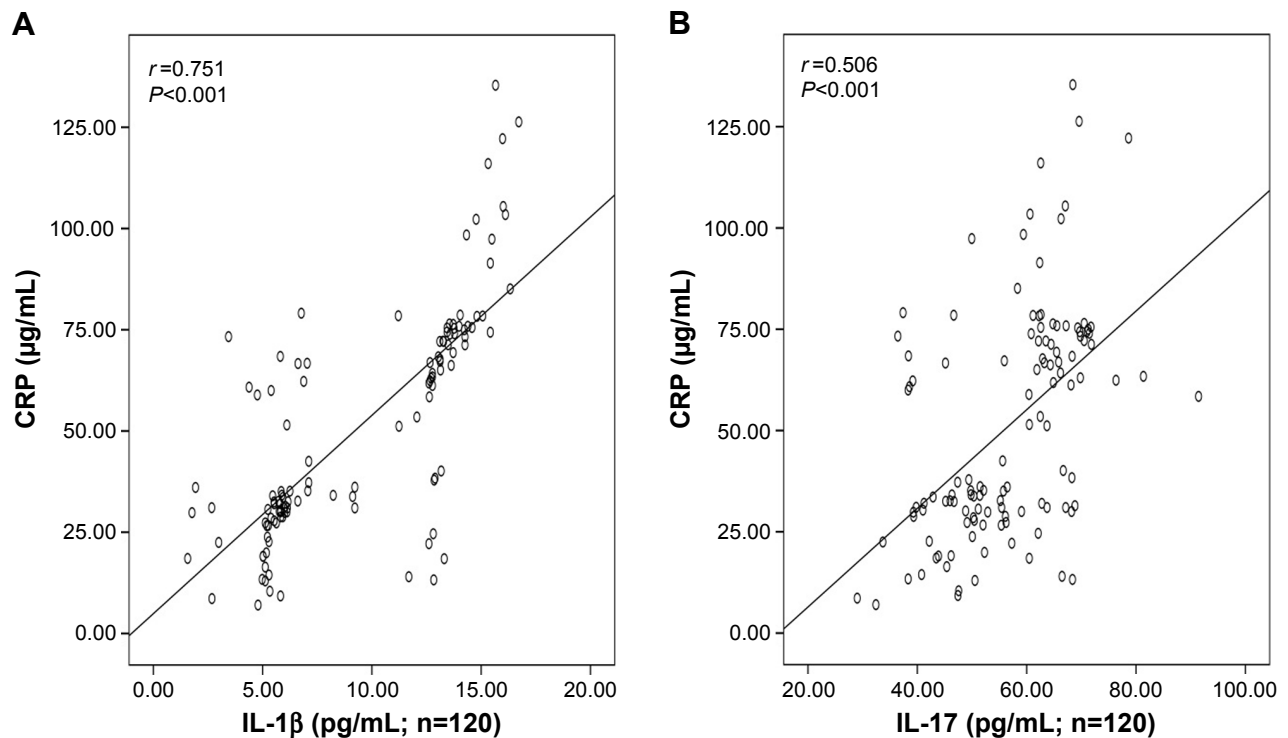 A
r=0.751
P<0.001
125.00
100.00
75.00
50.00
25.00
0.00
CRP (µg/mL)
0.00 5.00 10.00 15.00 20.00
IL-1β (pg/mL; n=120)
B
r=0.506
P<0.001
125.00
100.00
75.00
50.00
25.00
0.00
CRP (µg/mL)
20.00 40.00 60.00 80.00 100.00
IL-17 (pg/mL; n=120)